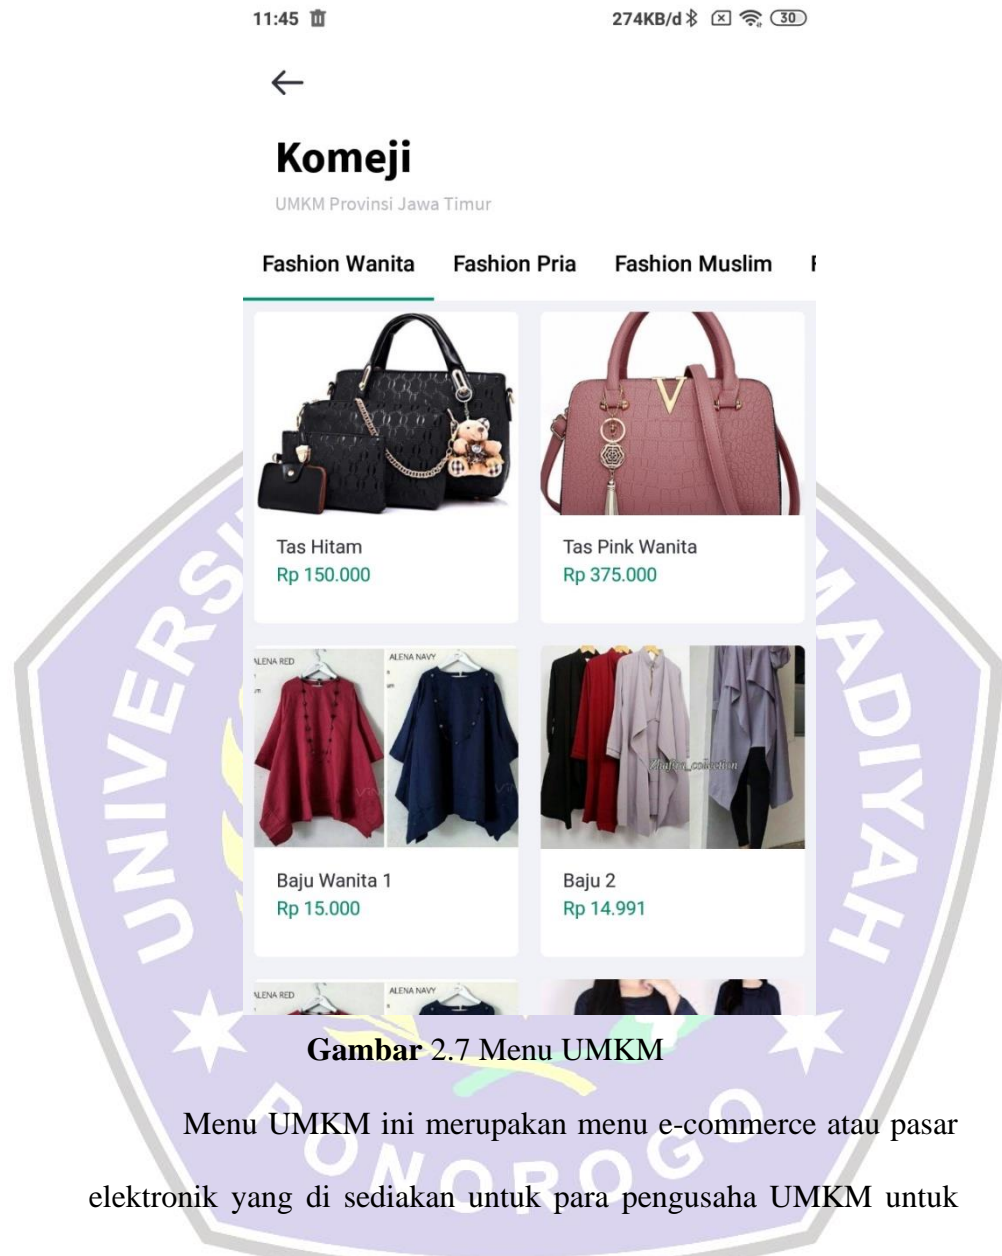 11:45
274KB/d
30
Komeji
UMKM Provinsi Jawa Timur
Fashion Wanita Fashion Pria Fashion Muslim
Tas Hitam
Rp 150.000
Tas Pink Wanita
Rp 375.000
ALENA RED
ALENA NAVY
Baju Wanita 1
Rp 15.000
Baju 2
Rp 14.991
ALENA RED
ALENA NAVY
Gambar 2.7 Menu UMKM
Menu UMKM ini merupakan menu e-commerce atau pasar
elektronik yang di sediakan untuk para pengusaha UMKM untuk
PONOROGO